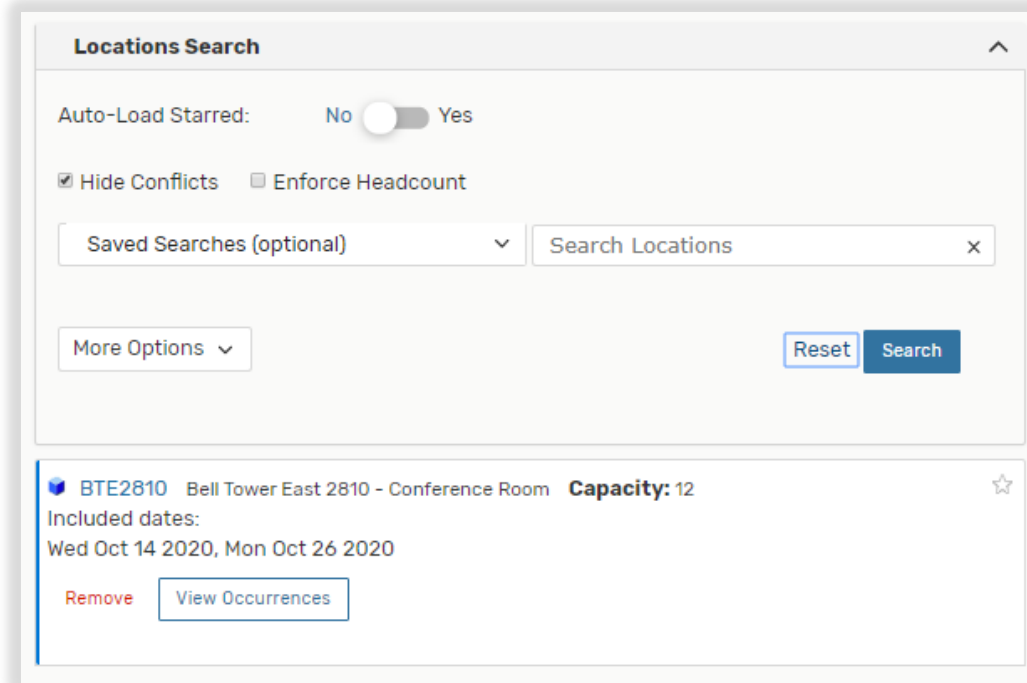 Locations Search
Auto-Load Starred: No Yes
Hide Conflicts Enforce Headcount
Saved Searches (optional) Search Locations x
More Options Reset Search
BTE2810 Bell Tower East 2810 - Conference Room Capacity: 12
Included dates:
Wed Oct 14 2020, Mon Oct 26 2020
Remove View Occurrences